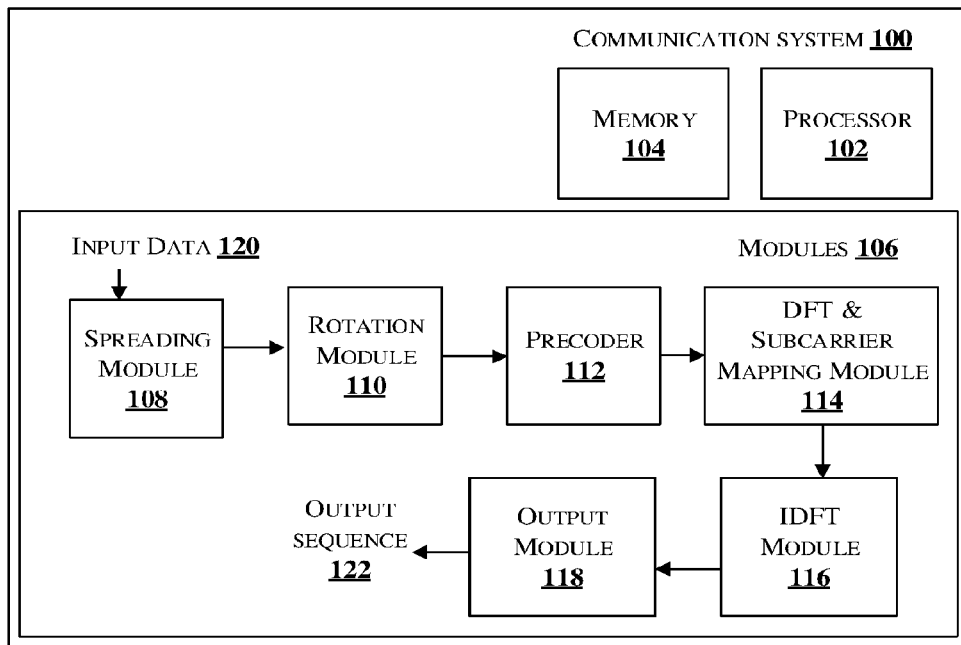 COMMUNICATION SYSTEM 100
MEMORY
104
PROCESSOR
102
INPUT DATA 120
MODULES 106
SPREADING
MODULE
108
ROTATION
MODULE
110
PRECODER
112
DFT &
SUBCARRIER
MAPPING MODULE
114
OUTPUT
SEQUENCE
122
OUTPUT
MODULE
118
IDFT
MODULE
116